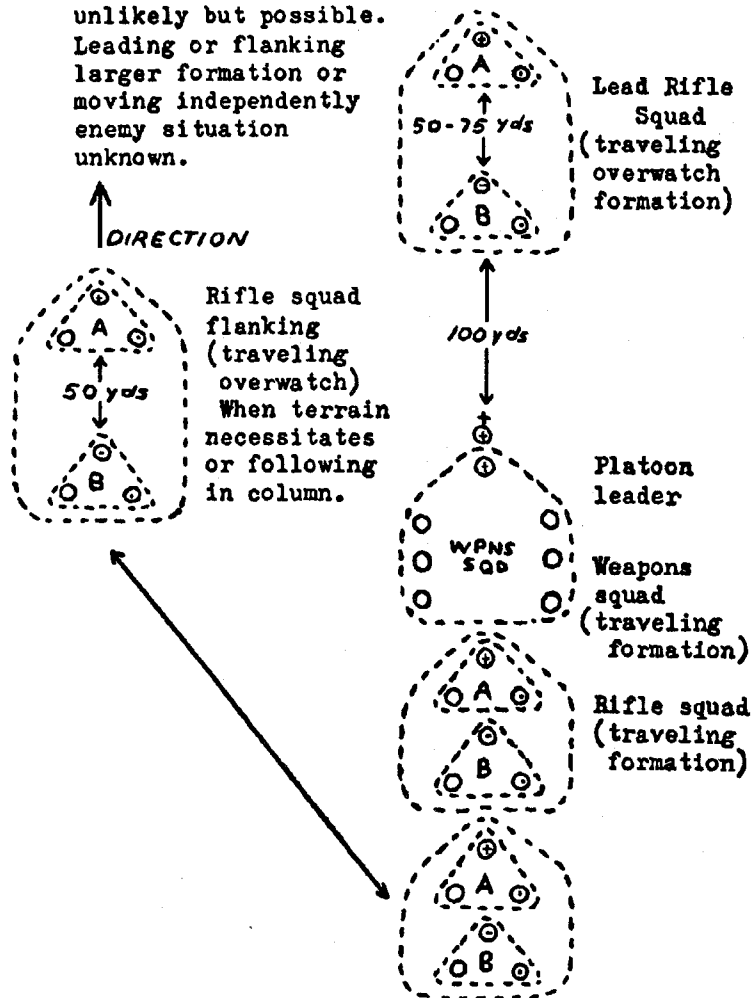 unlikely but possible.
Leading or flanking
larger formation or
moving independently
enemy situation
unknown.
DIRECTION
A
50-75 yds
B
Lead Rifle
Squad
(traveling
overwatch
formation)
100 yds
A
50 yds
B
Rifle squad
flanking
(traveling
overwatch)
When terrain
necessitates
or following
in column.
Platoon
leader
WPNS
SQD
Weapons
squad
(traveling
formation)
A
B
Rifle squad
(traveling
formation)
A
B